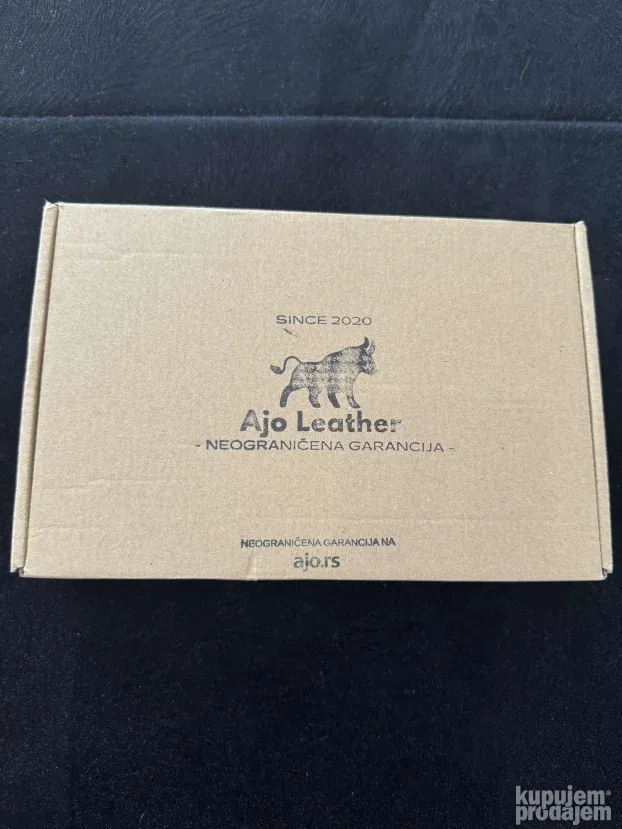 SINCE 2020
Ajo Leather
- NEOGRANIČENA GARANCIJA -
NEOGRANIČENA GARANCIJA NA
ajo.rs
kupujem
prodajem